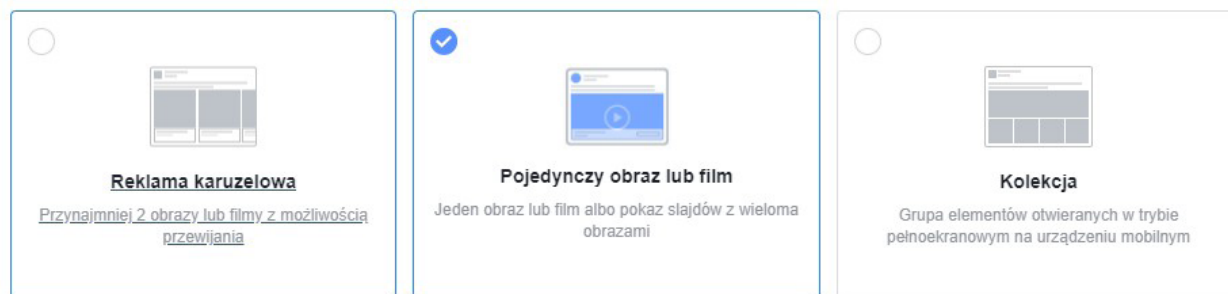 Reklama karuzelowa
Przynajmniej 2 obrazy lub filmy z możliwością
przewijania
Pojedynczy obraz lub film
Jeden obraz lub film albo pokaz slajdów z wieloma
obrazami
Kolekcja
Grupa elementów otwieranych w trybie
pełnoekranowym na urządzeniu mobilnym